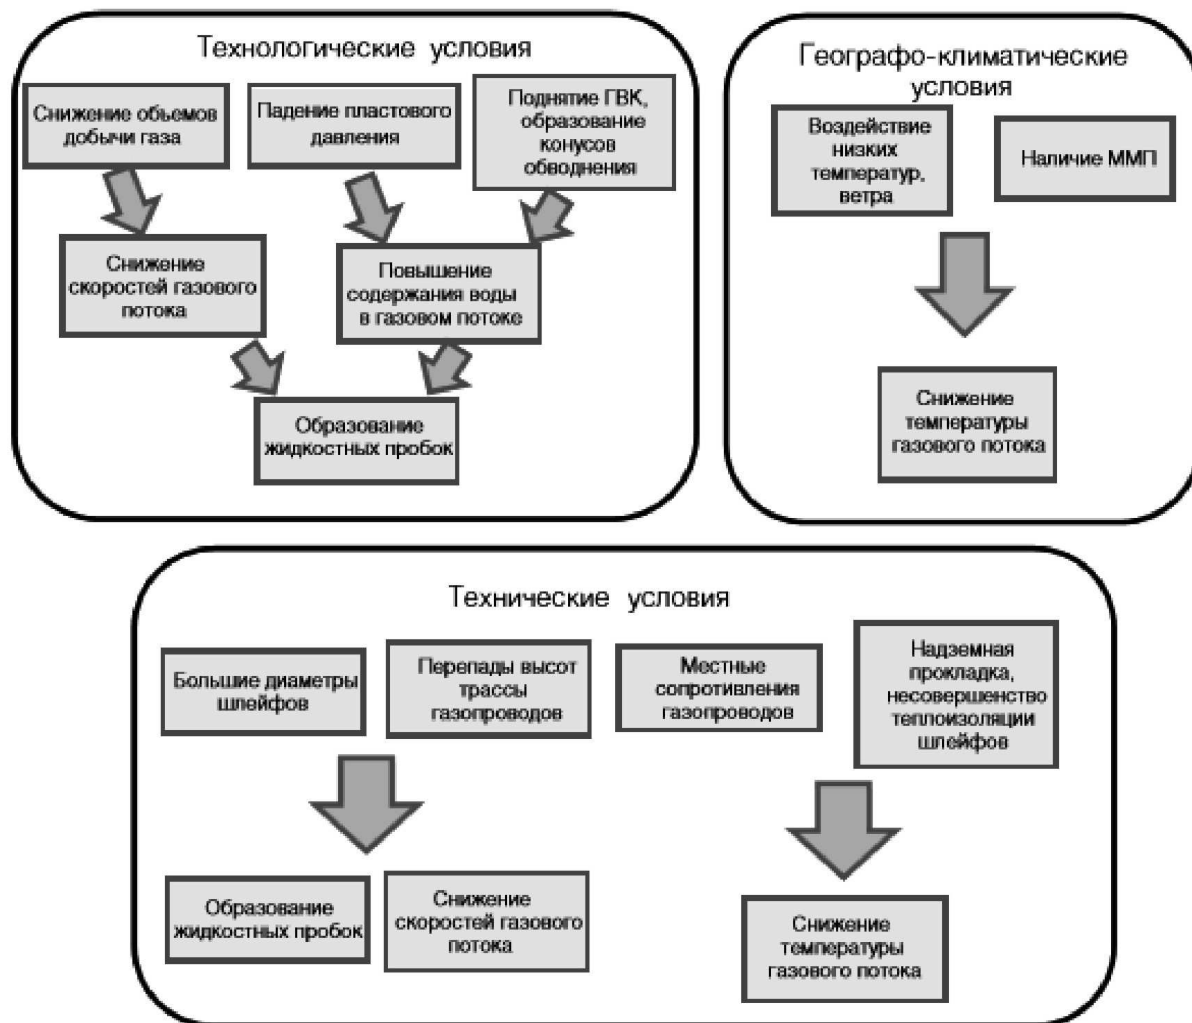 Технологические условия
Снижение объемов
добычи газа
Падение пластового
давления
Поднятие ГВК,
образование
конусов
обводнения
Снижение
скоростей газового
потока
Повышение
содержания воды
в газовом потоке
Образование
жидкостных пробок
Географо-климатические
условия
Воздействие
низких
температур,
ветра
Наличие ММП
Снижение
температуры
газового потока
Технические условия
Большие диаметры
шлейфов
Перепады высот
трассы
газопроводов
Местные
сопротивления
газопроводов
Надземная
прокладка,
несовершенство
теплоизоляции
шлейфов
Образование
жидкостных пробок
Снижение
скоростей газового
потока
Снижение
температуры
газового потока